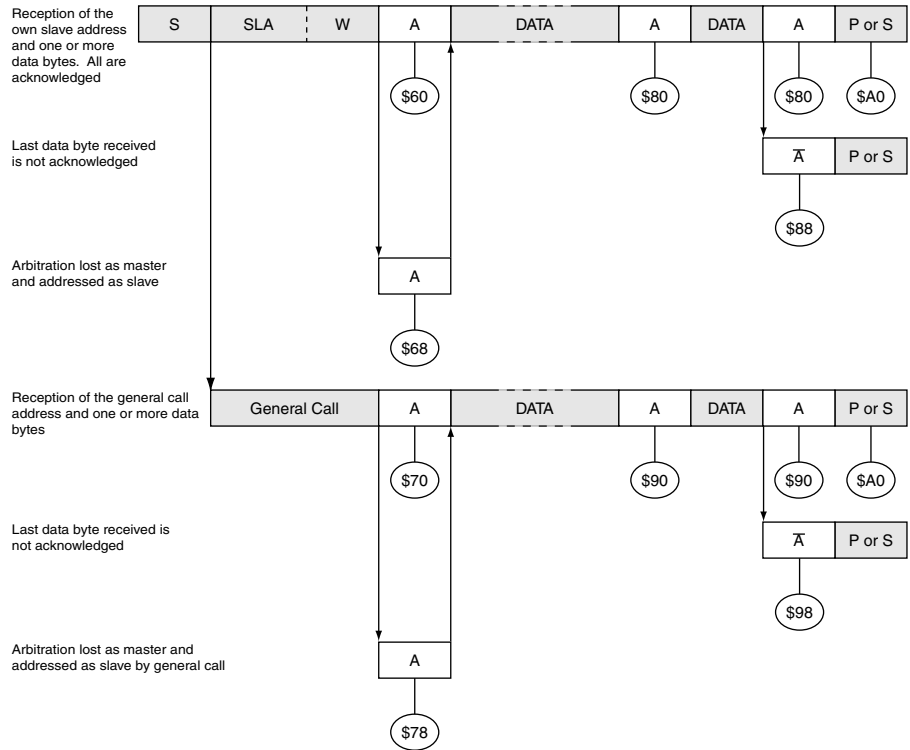 Reception of the
own slave address
and one or more
data bytes. All are
acknowledged
S SLA W A DATA A DATA A P or S
$60 $80 $80 $A0
Last data byte received
is not acknowledged
A̅ P or S
$88
Arbitration lost as master
and addressed as slave
A
$68
Reception of the general call
address and one or more data
bytes
General Call A DATA A DATA A P or S
$70 $90 $90 $A0
Last data byte received is
not acknowledged
A̅ P or S
$98
Arbitration lost as master and
addressed as slave by general call
A
$78